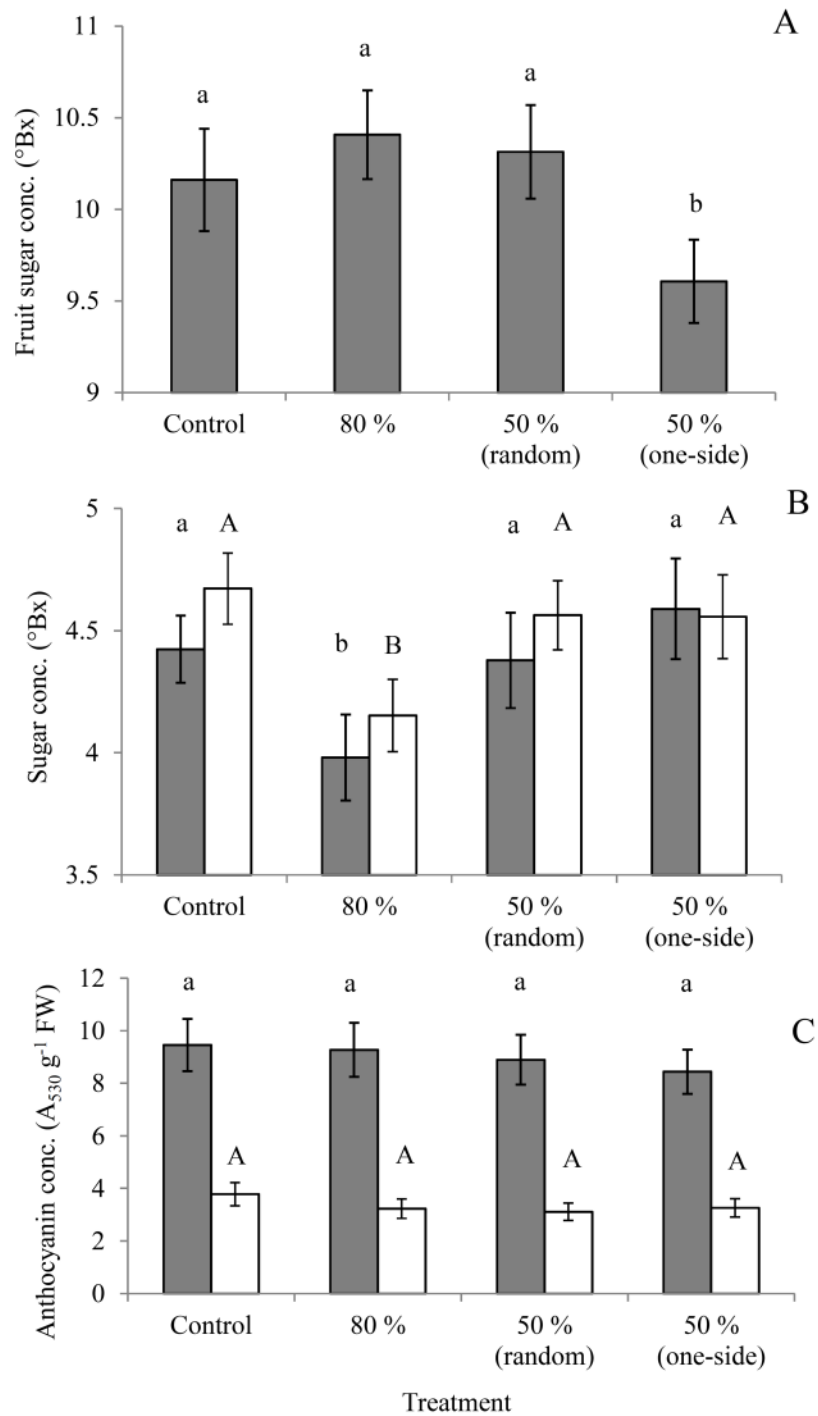 A
Fruit sugar conc. (°Bx)
11
10.5
10
9.5
9
a
a
a
b
Control
80 %
50 %
(random)
50 %
(one-side)
B
Sugar conc. (°Bx)
5
4.5
4
3.5
a
A
b
B
a
A
a
A
Control
80 %
50 %
(random)
50 %
(one-side)
C
Anthocyanin conc. (A530 g-1 FW)
12
10
8
6
4
2
0
a
A
a
A
a
A
a
A
Control
80 %
50 %
(random)
50 %
(one-side)
Treatment